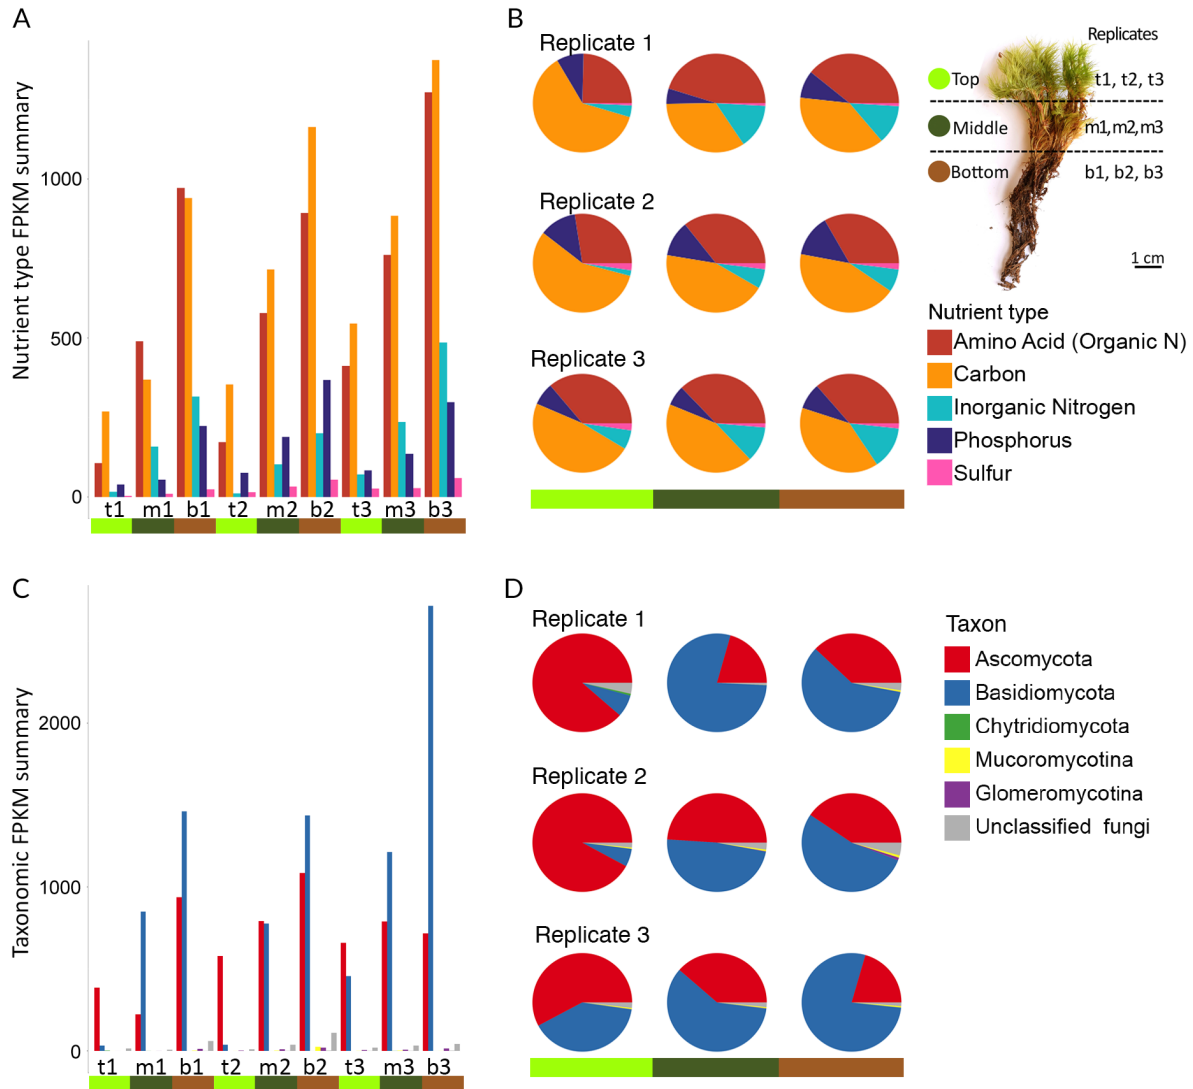 A
Nutrient type FPKM summary
1000
500
0
t1 m1 b1 t2 m2 b2 t3 m3 b3
B
Replicate 1
Replicate 2
Replicate 3
Replicates
Top t1, t2, t3
Middle m1,m2,m3
Bottom b1, b2, b3
1 cm
Nutrient type
Amino Acid (Organic N)
Carbon
Inorganic Nitrogen
Phosphorus
Sulfur
C
Taxonomic FPKM summary
2000
1000
0
t1 m1 b1 t2 m2 b2 t3 m3 b3
D
Replicate 1
Replicate 2
Replicate 3
Taxon
Ascomycota
Basidiomycota
Chytridiomycota
Mucoromycotina
Glomeromycotina
Unclassified fungi